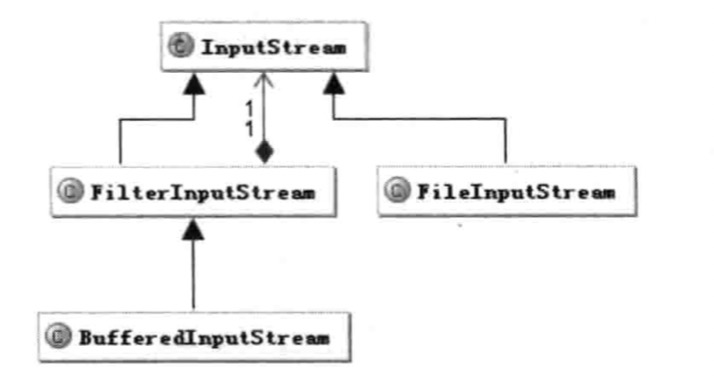 InputStream
1
1
FilterInputStream
FileInputStream
BufferedInputStream